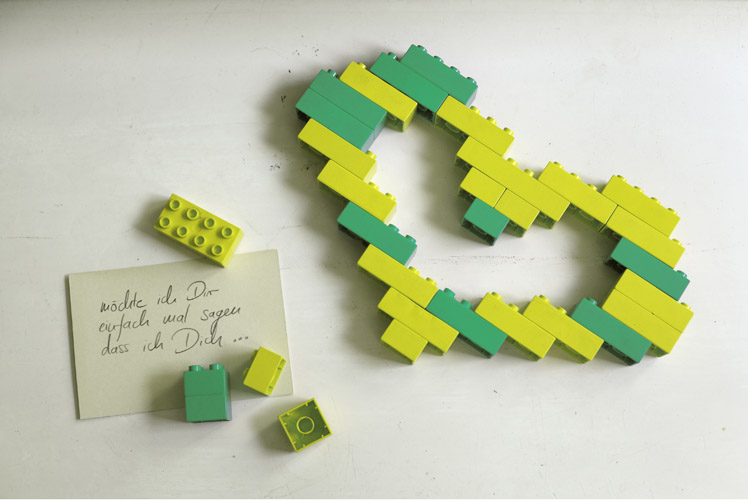 möchte ich Dir
einfach mal sagen
dass ich Dich ...